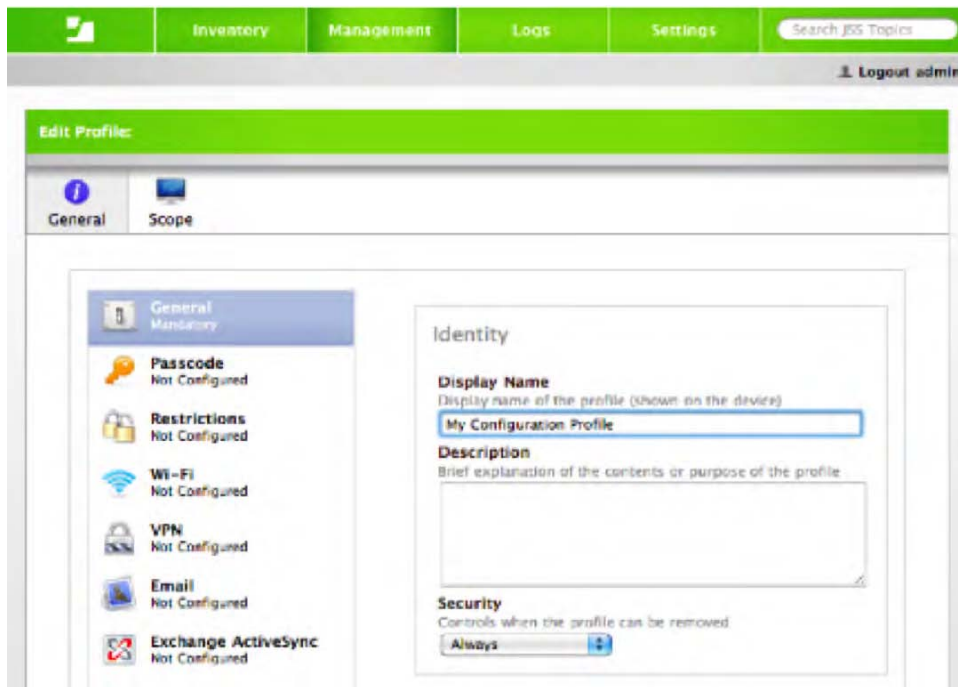 Inventory
Management
Logs
Settings
Search JSS Topics
Logout admin
Edit Profile:
General
Scope
General
Mandatory
Passcode
Not Configured
Restrictions
Not Configured
Wi-Fi
Not Configured
VPN
Not Configured
Email
Not Configured
Exchange ActiveSync
Not Configured
Identity
Display Name
Display name of the profile (shown on the device)
My Configuration Profile
Description
Brief explanation of the contents or purpose of the profile
Security
Controls when the profile can be removed
Always